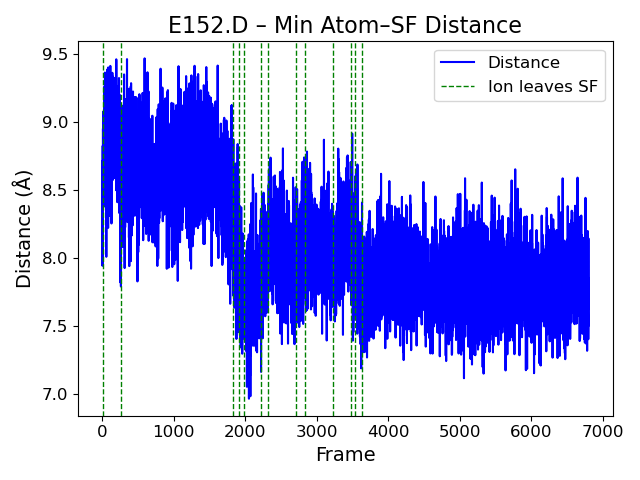 E152.D – Min Atom–SF Distance
Distance (Å)
9.5
9.0
8.5
8.0
7.5
7.0
Distance
Ion leaves SF
0 1000 2000 3000 4000 5000 6000 7000
Frame